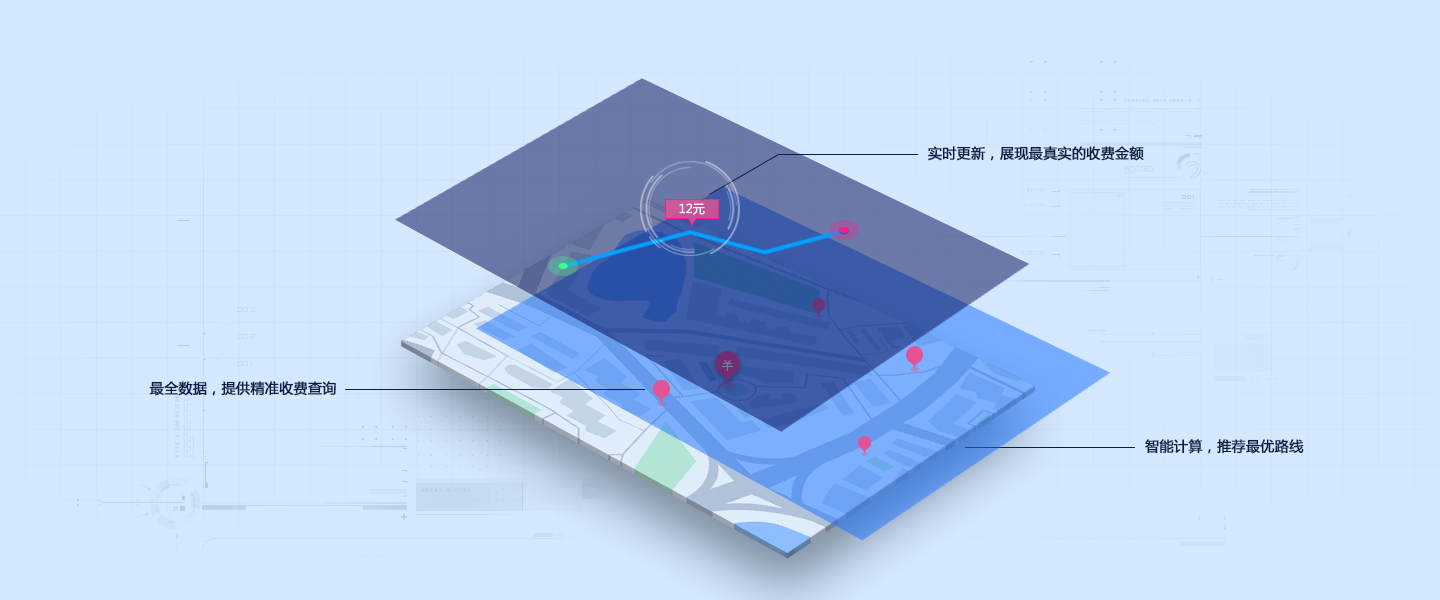 实时更新，展现最真实的收费金额
12元
最全数据，提供精准收费查询
智能计算，推荐最优路线